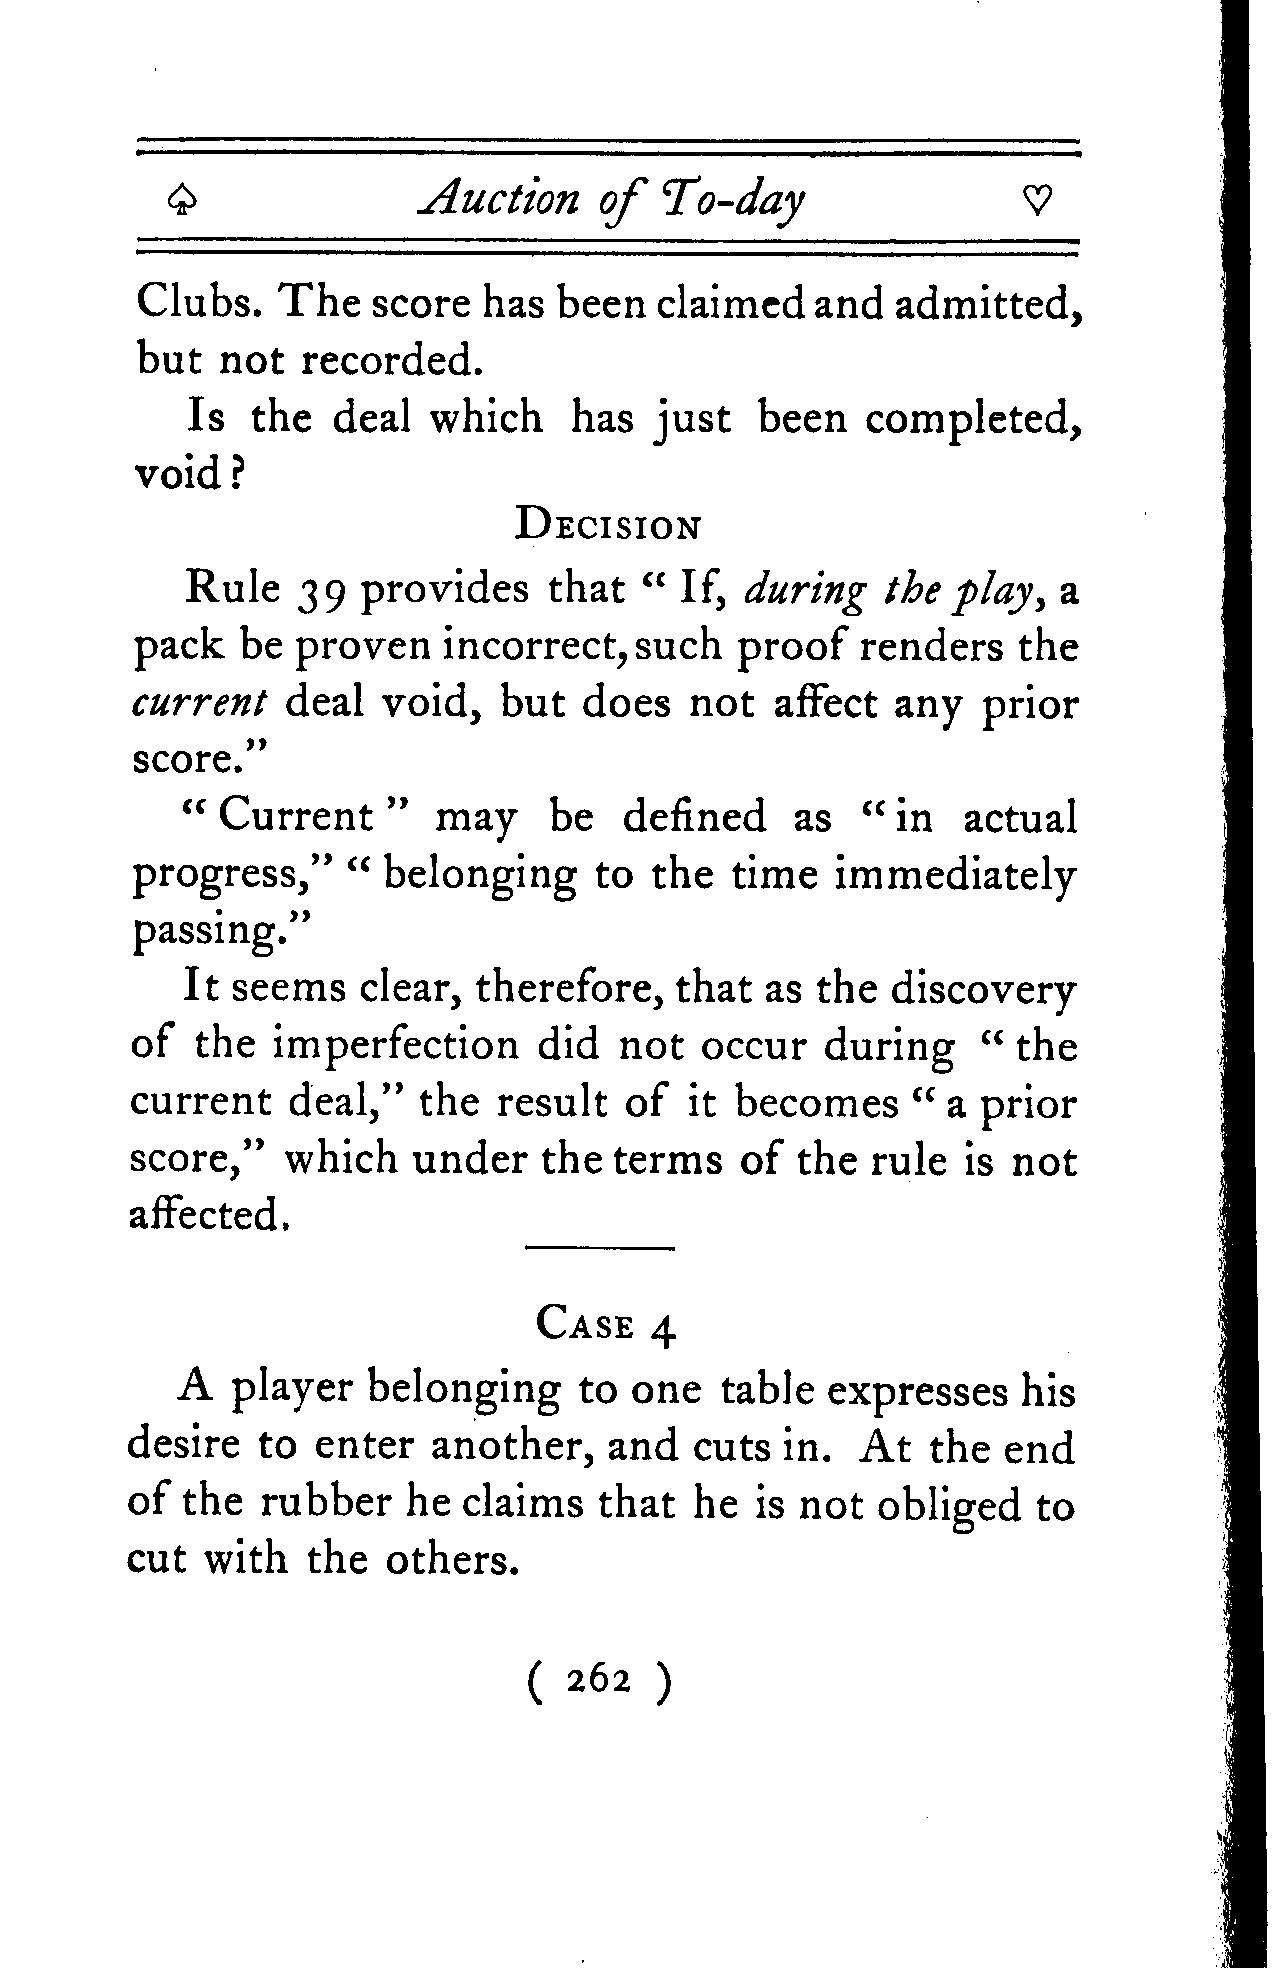 ♤ Auction of To-day ♡
Clubs. The score has been claimed and admitted,
but not recorded.
Is the deal which has just been completed,
void?
DECISION
Rule 39 provides that “ If, during the play, a
pack be proven incorrect, such proof renders the
current deal void, but does not affect any prior
score.”
“ Current ” may be defined as “ in actual
progress,” “ belonging to the time immediately
passing.”
It seems clear, therefore, that as the discovery
of the imperfection did not occur during “ the
current deal,” the result of it becomes “ a prior
score,” which under the terms of the rule is not
affected.
CASE 4
A player belonging to one table expresses his
desire to enter another, and cuts in. At the end
of the rubber he claims that he is not obliged to
cut with the others.
( 262 )